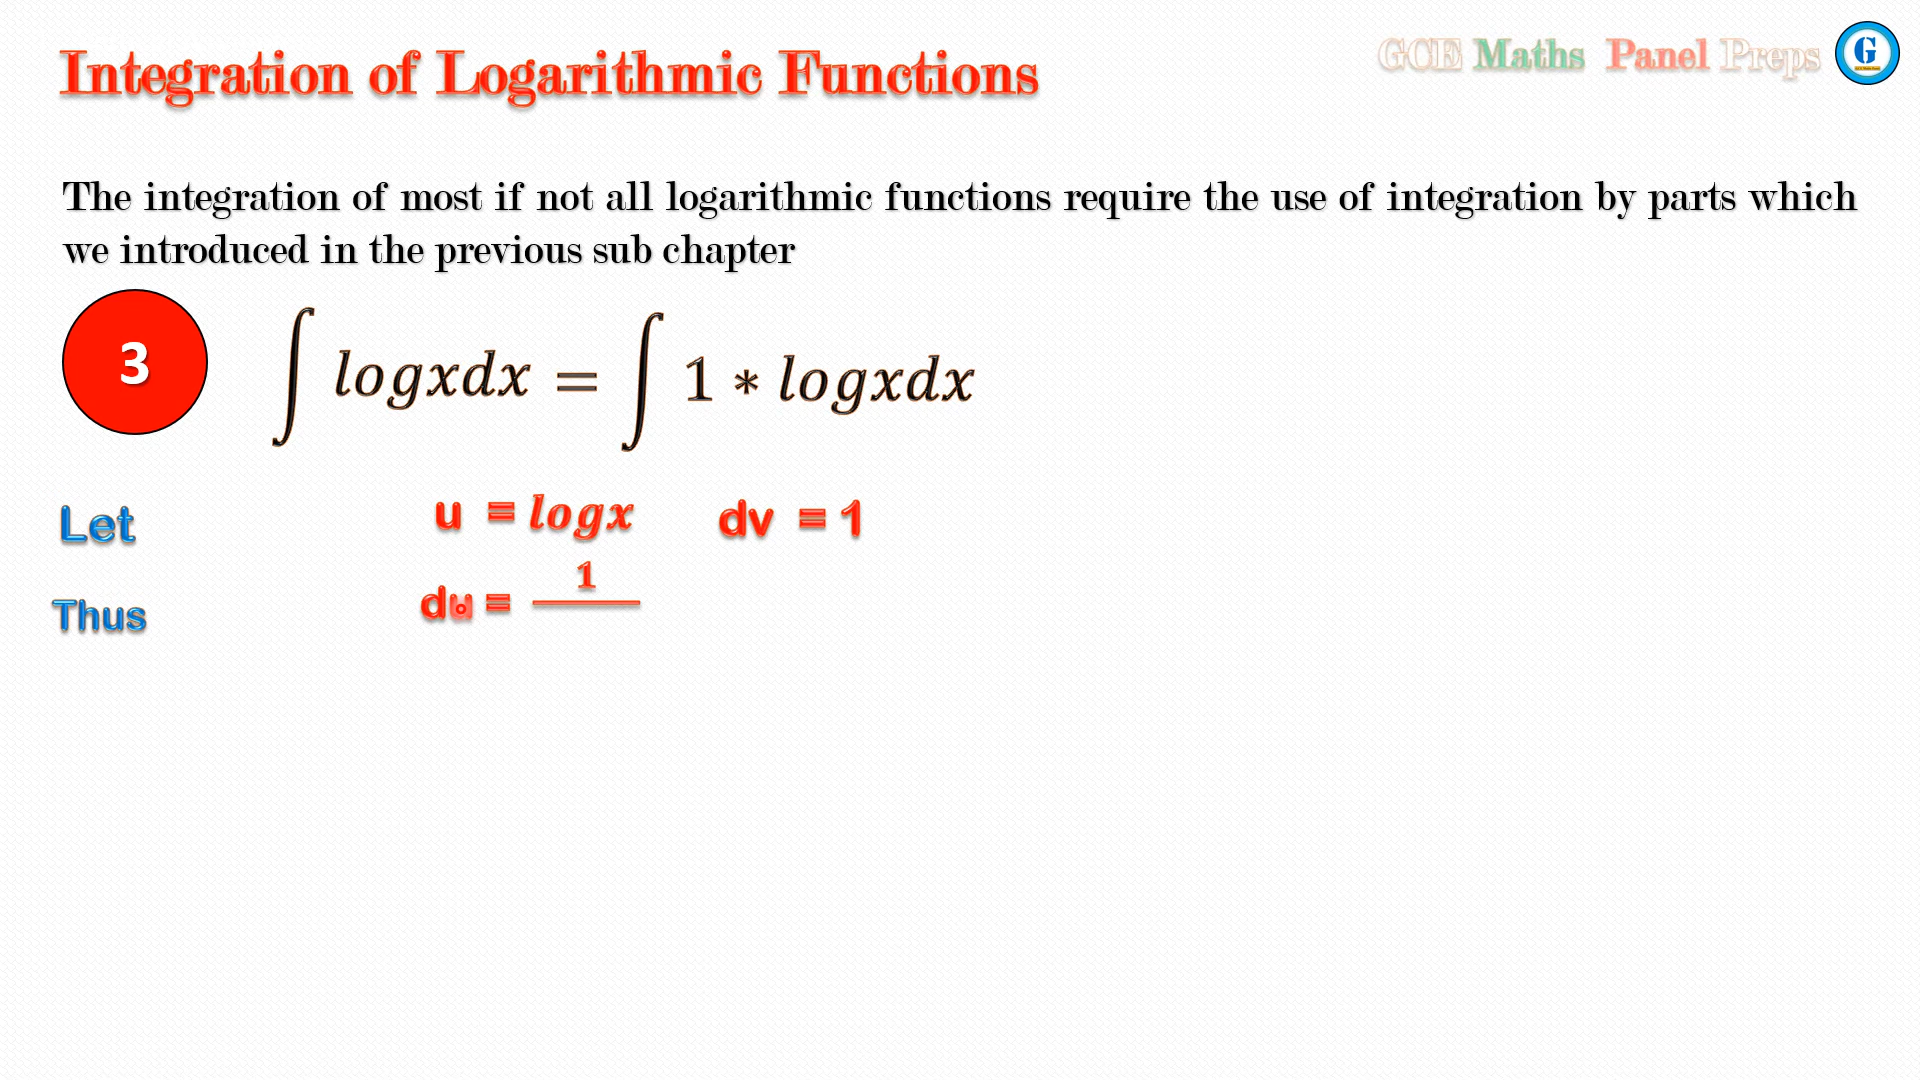 Integration of Logarithmic Functions
GCE Maths Panel Preps
G
The integration of most if not all logarithmic functions require the use of integration by parts which
we introduced in the previous sub chapter
3
∫ logxdx = ∫ 1 * logxdx
Let u = logx dv = 1
Thus du = 1